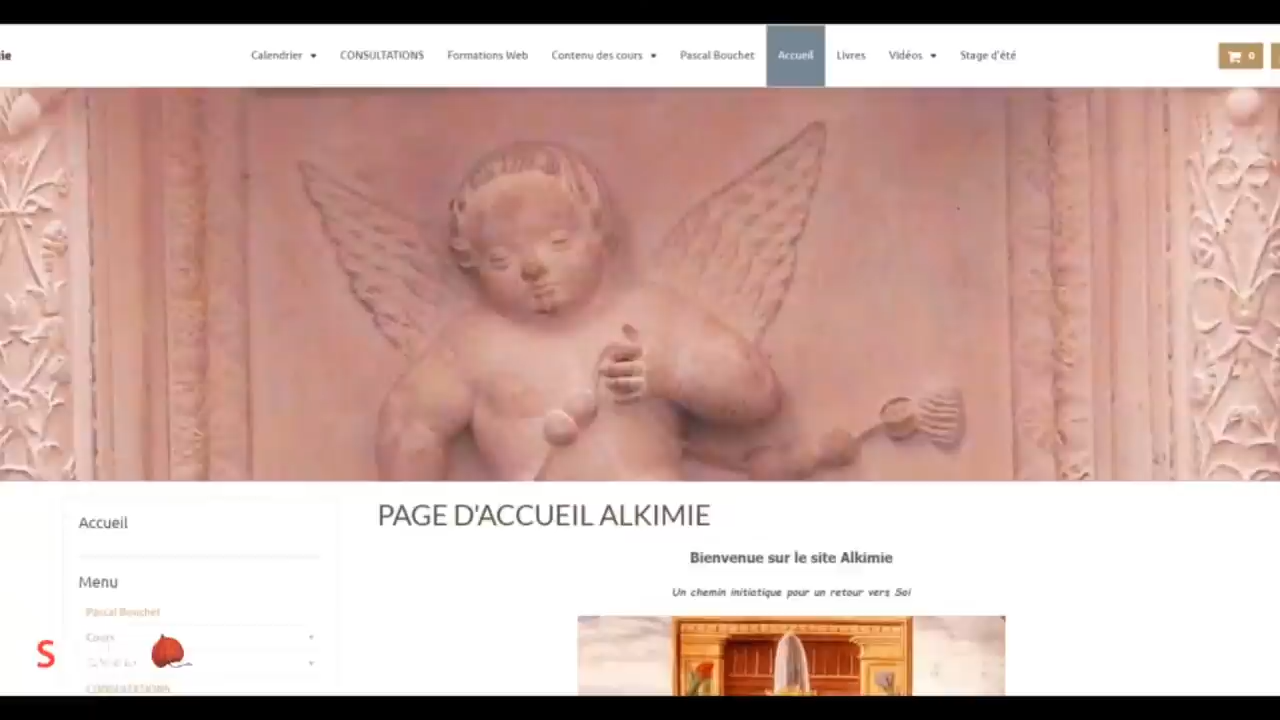 ie
Calendrier CONSULTATIONS Formations Web Contenu des cours Pascal Bouchet Accueil Livres Vidéos Stage d'été 0
Accueil
PAGE D'ACCUEIL ALKIMIE
Bienvenue sur le site Alkimie
Menu
Un chemin initiatique pour un retour vers Soi
Pascal Bouchet
Cours
S
CONSULTATIONS